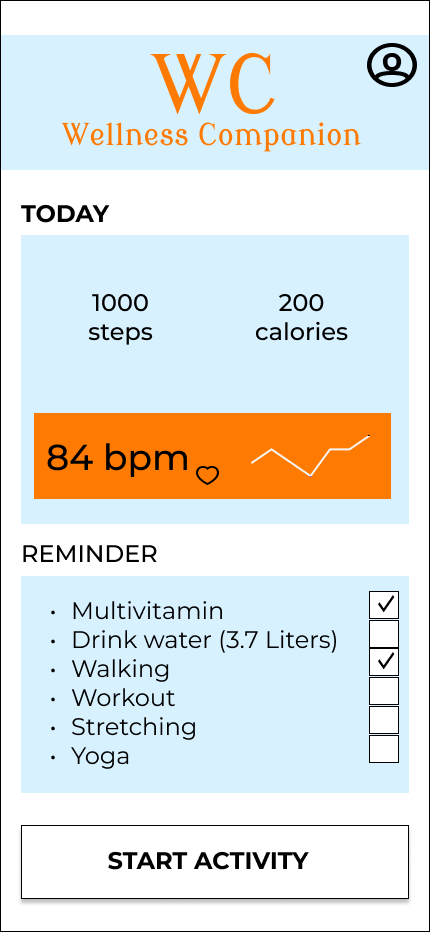 WC
Wellness Companion
TODAY
1000
steps
200
calories
84 bpm
REMINDER
• Multivitamin
• Drink water (3.7 Liters)
• Walking
• Workout
• Stretching
• Yoga
START ACTIVITY